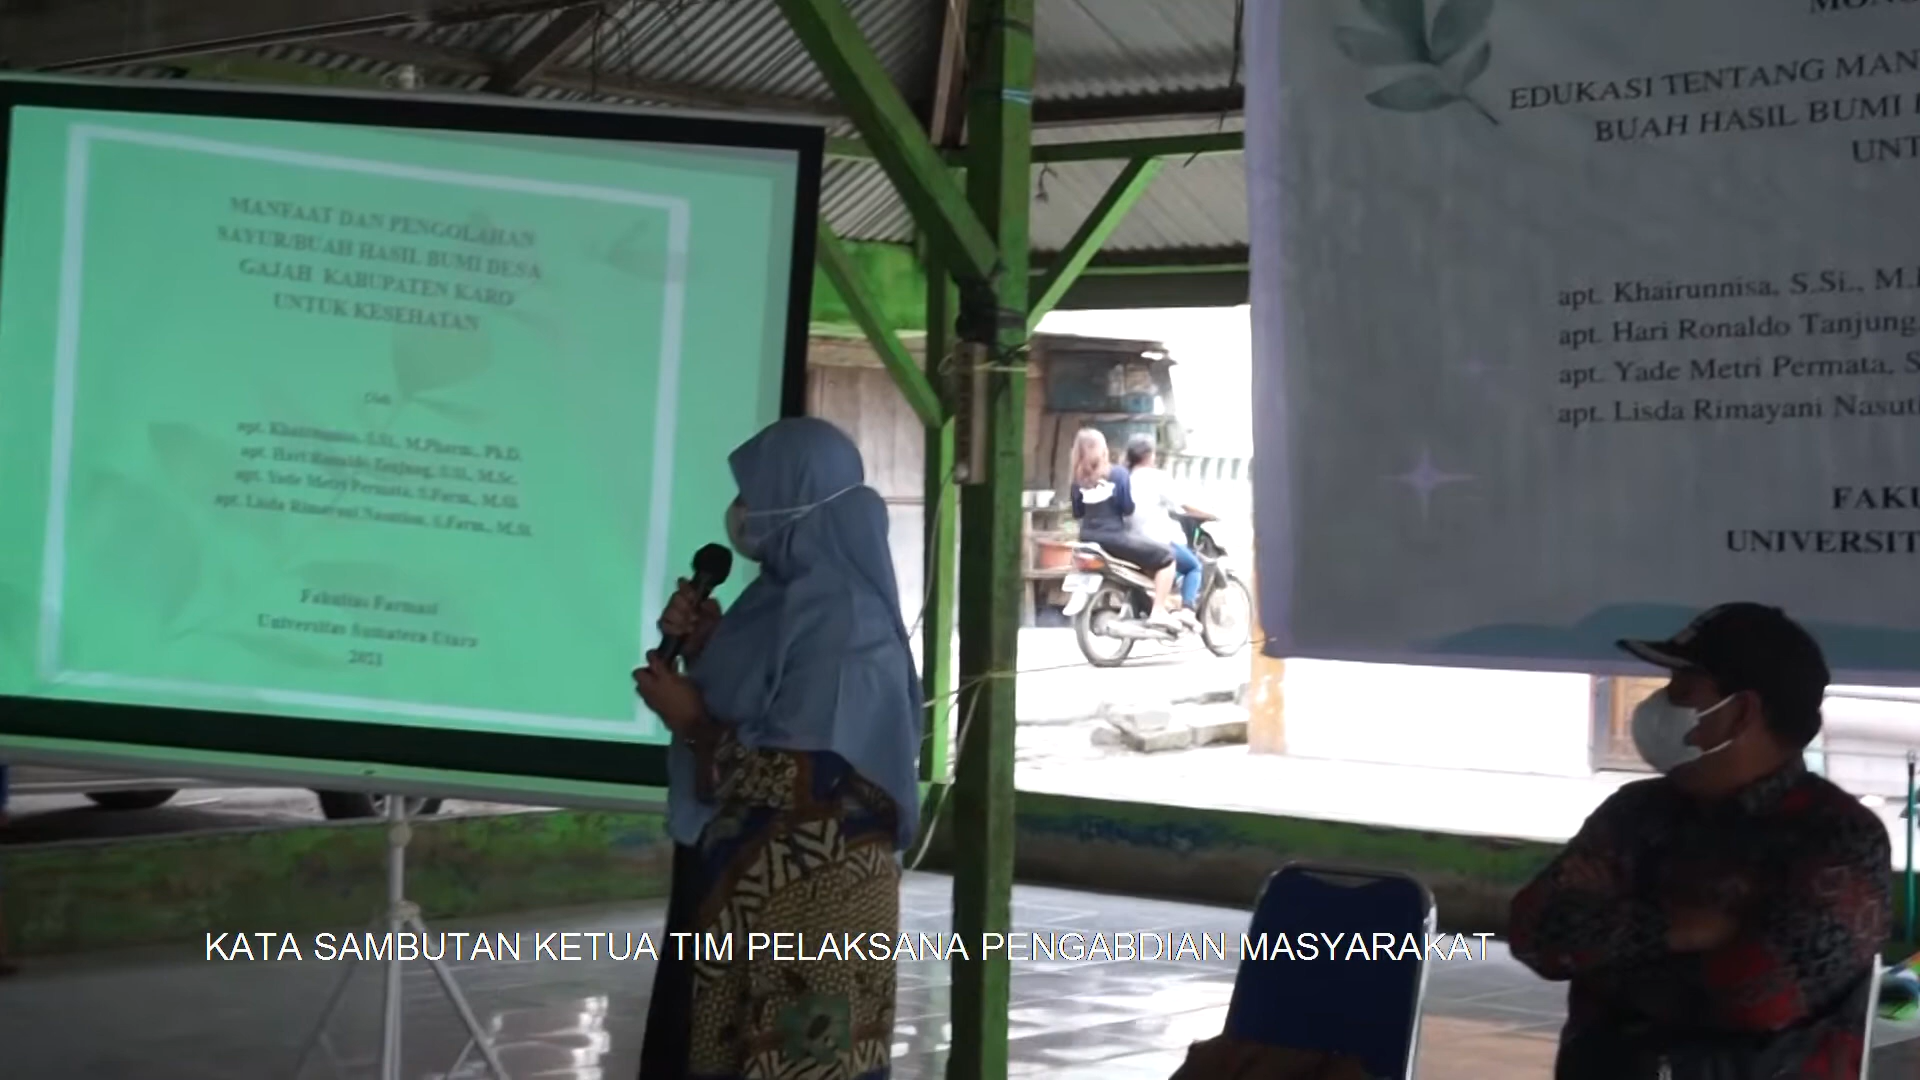 MANFAAT DAN PENGOLAHAN
SAYUR/BUAH HASIL BUMI DESA
GAJAH KABUPATEN KARO
UNTUK KESEHATAN
Oleh
apt. Khairunnisa, S.Si., M.Pharm., Ph.D.
apt. Hari Ronaldo Tanjung, S.Si., M.Sc.
apt. Yade Metri Permata, S.Farm., M.Si.
apt. Lisda Rimayani Nasution, S.Farm., M.Si.
Fakultas Farmasi
Universitas Sumatera Utara
2021
EDUKASI TENTANG MAN
BUAH HASIL BUMI
UNT
apt. Khairunnisa, S.Si., M.
apt. Hari Ronaldo Tanjung,
apt. Yade Metri Permata, S
apt. Lisda Rimayani Nasuti
FAKU
UNIVERSIT
KATA SAMBUTAN KETUA TIM PELAKSANA PENGABDIAN MASYARAKAT